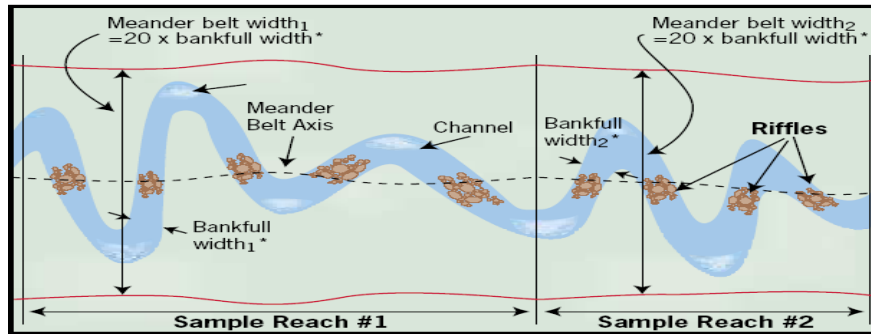 Meander belt width₁
=20 x bankfull width*
Meander belt width₂
=20 x bankfull width*
Meander
Belt Axis
Channel
Bankfull
width₂*
Riffles
Bankfull
width₁*
Sample Reach #1
Sample Reach #2